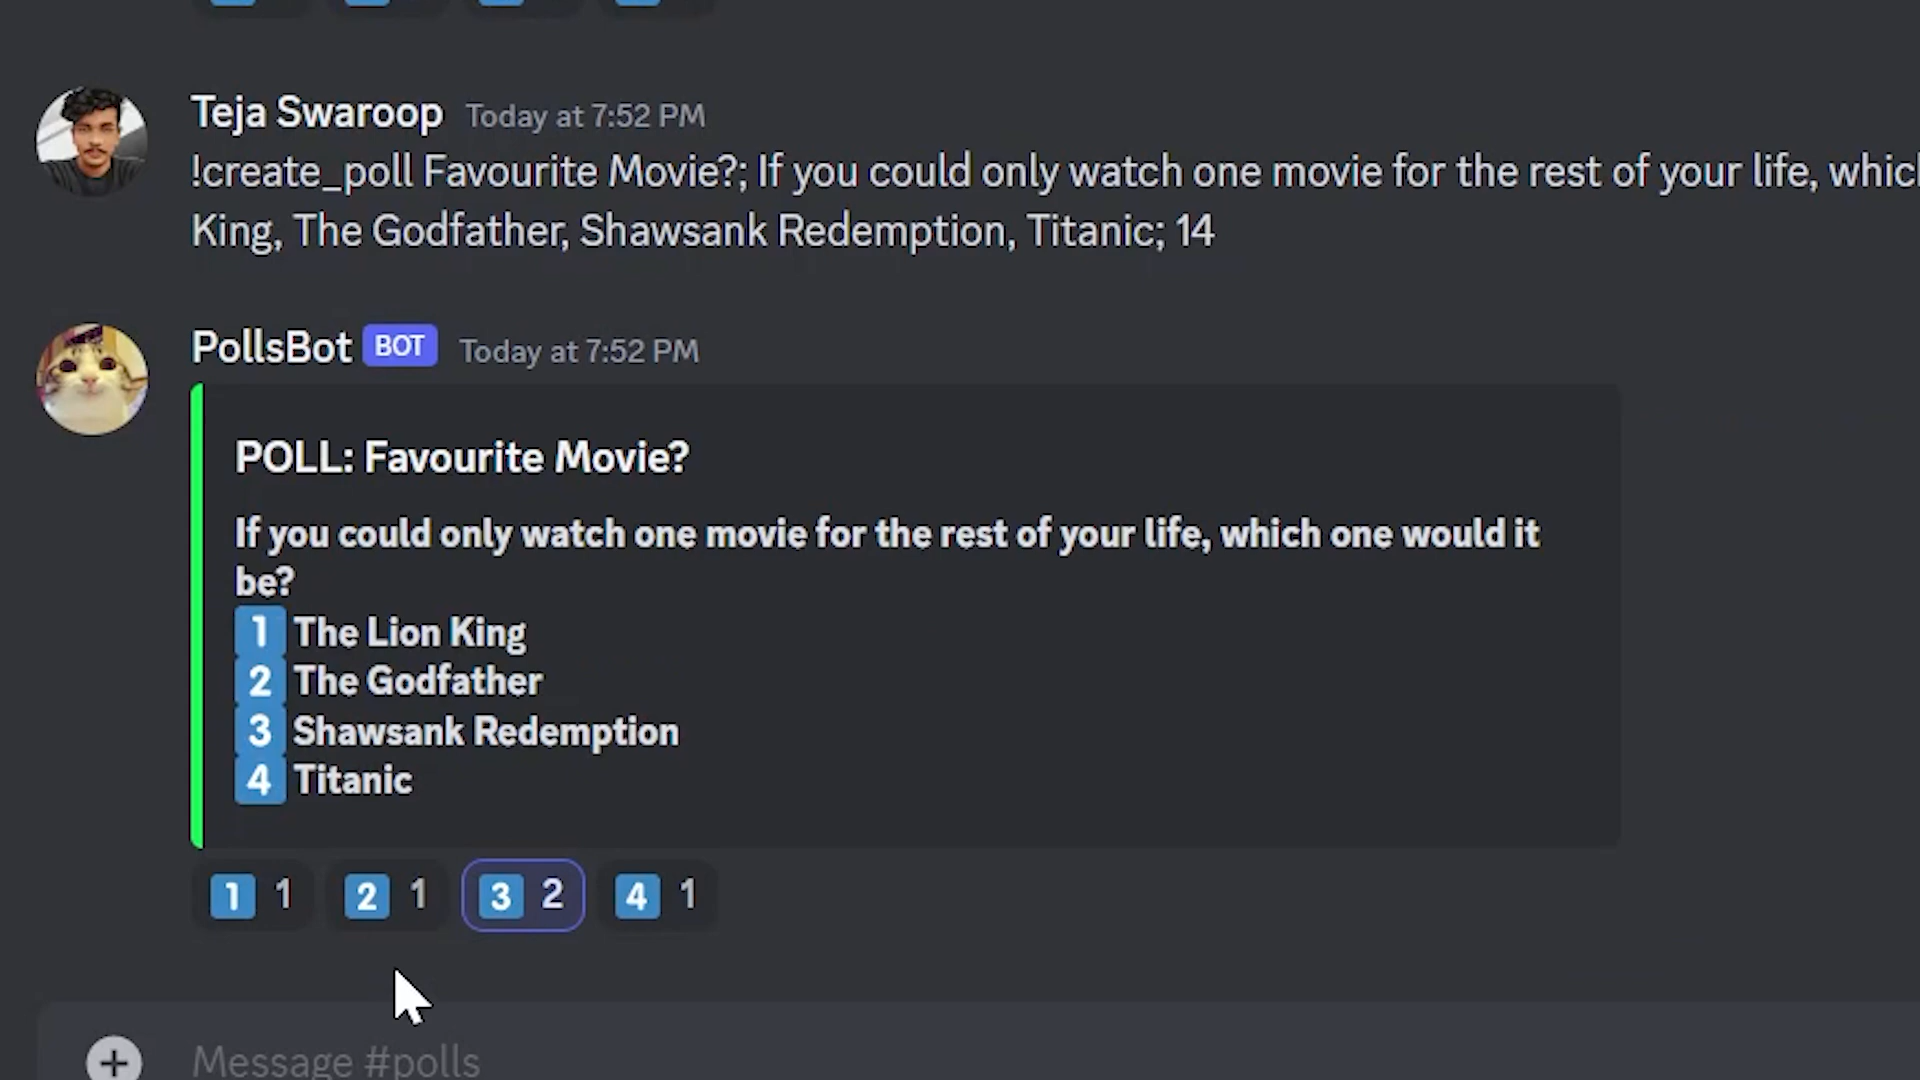 Teja Swaroop Today at 7:52 PM
!create_poll Favourite Movie?; If you could only watch one movie for the rest of your life,
King, The Godfather, Shawsank Redemption, Titanic; 14
PollsBot BOT Today at 7:52 PM
POLL: Favourite Movie?
If you could only watch one movie for the rest of your life, which one would it
be?
1 The Lion King
2 The Godfather
3 Shawsank Redemption
4 Titanic
1 1 2 1 3 2 4 1
Message #polls